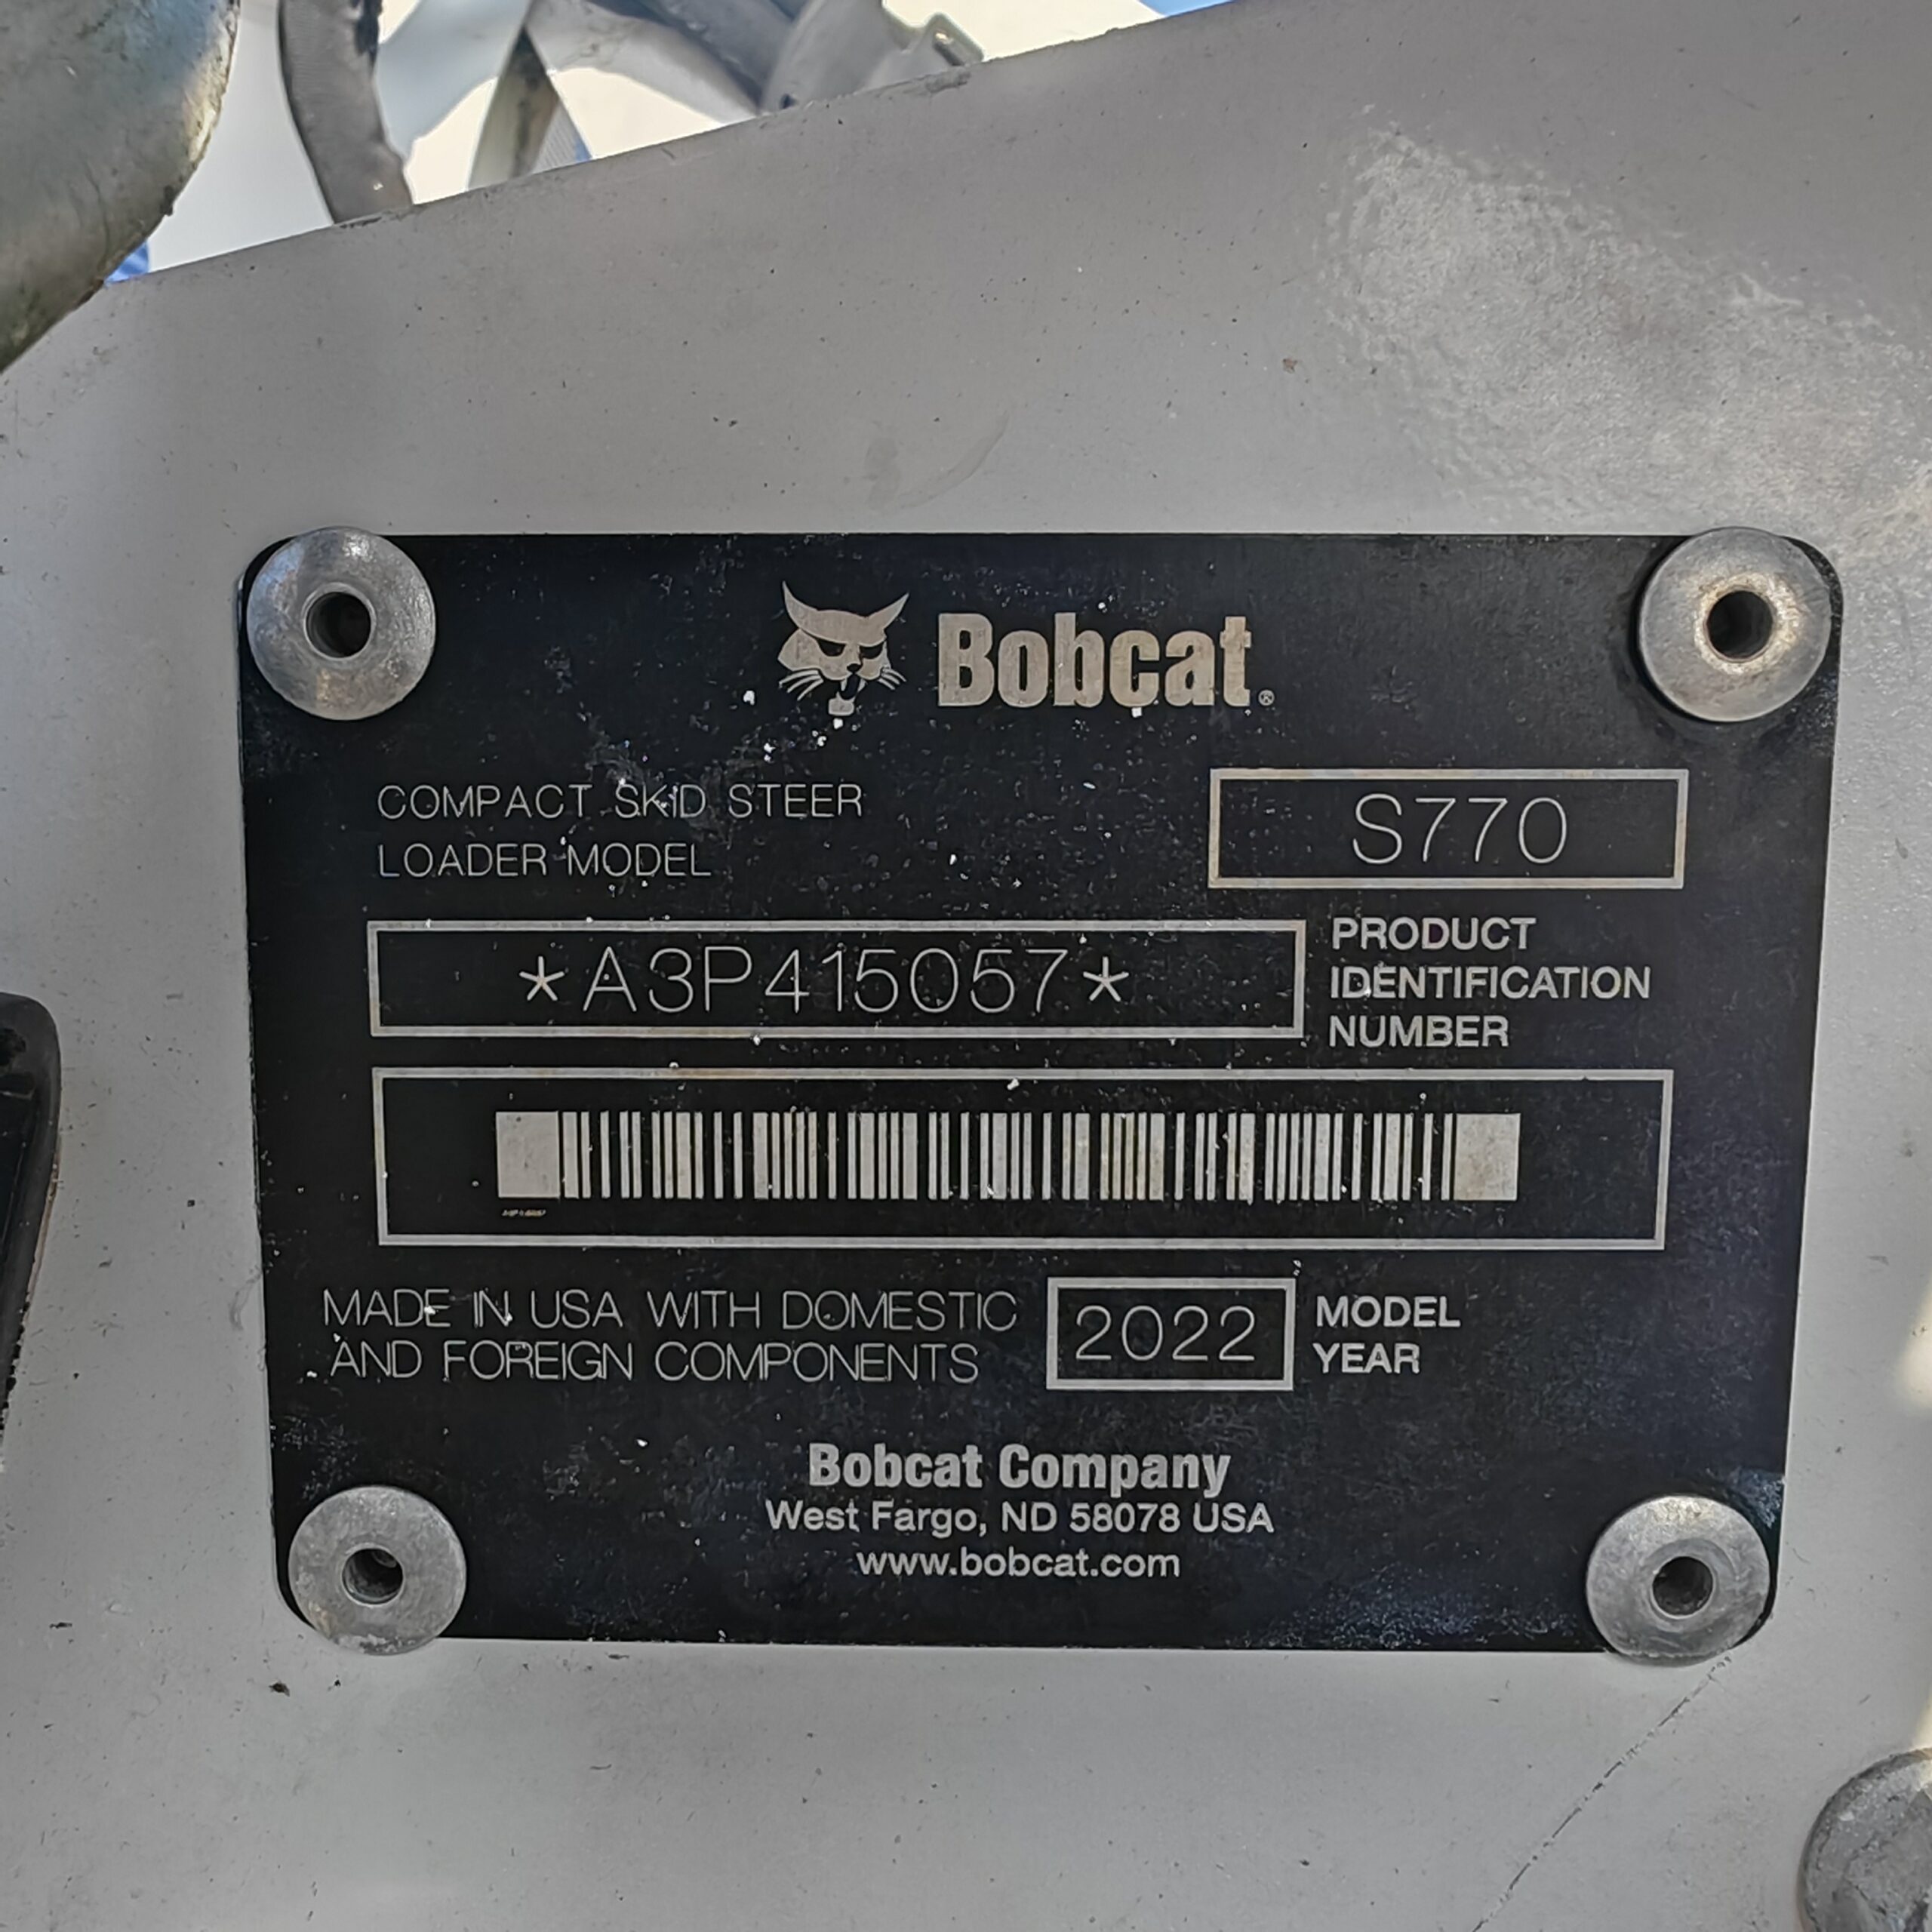 Bobcat®
COMPACT SKID STEER
LOADER MODEL
S770
*A3P415057*
PRODUCT
IDENTIFICATION
NUMBER
MADE IN USA WITH DOMESTIC
AND FOREIGN COMPONENTS
2022
MODEL
YEAR
Bobcat Company
West Fargo, ND 58078 USA
www.bobcat.com